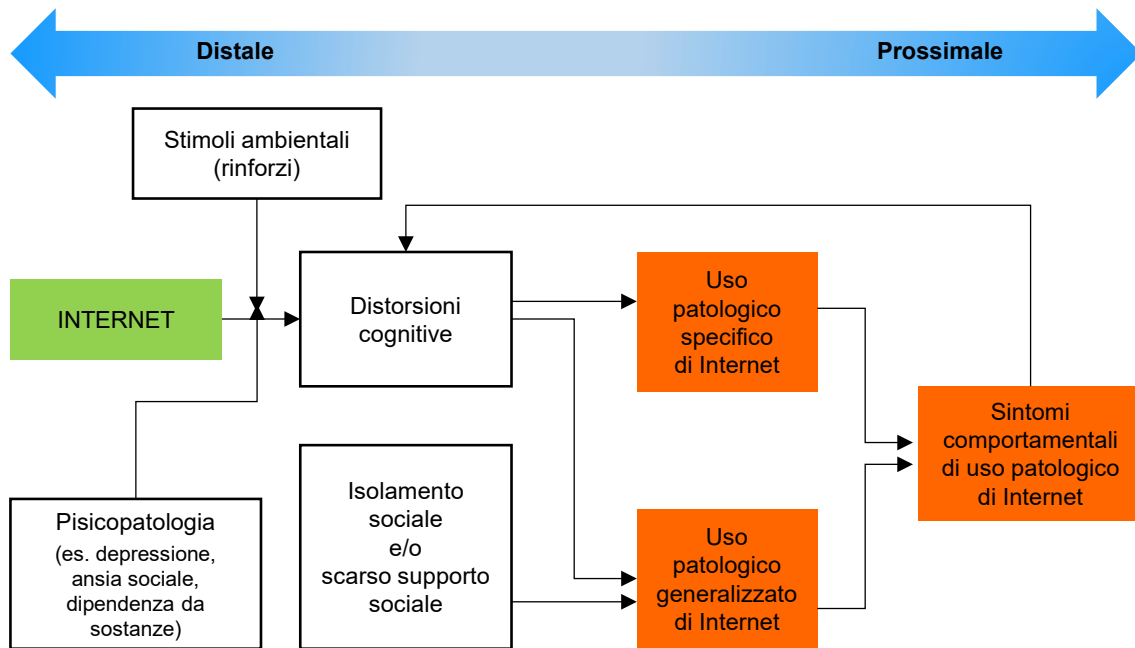 Distale
Prossimale
Stimoli ambientali
(rinforzi)
INTERNET
Distorsioni
cognitive
Uso
patologico
specifico
di Internet
Sintomi
comportamentali
di uso patologico
di Internet
Pisicopatologia
(es. depressione,
ansia sociale,
dipendenza da
sostanze)
Isolamento
sociale
e/o
scarso supporto
sociale
Uso
patologico
generalizzato
di Internet